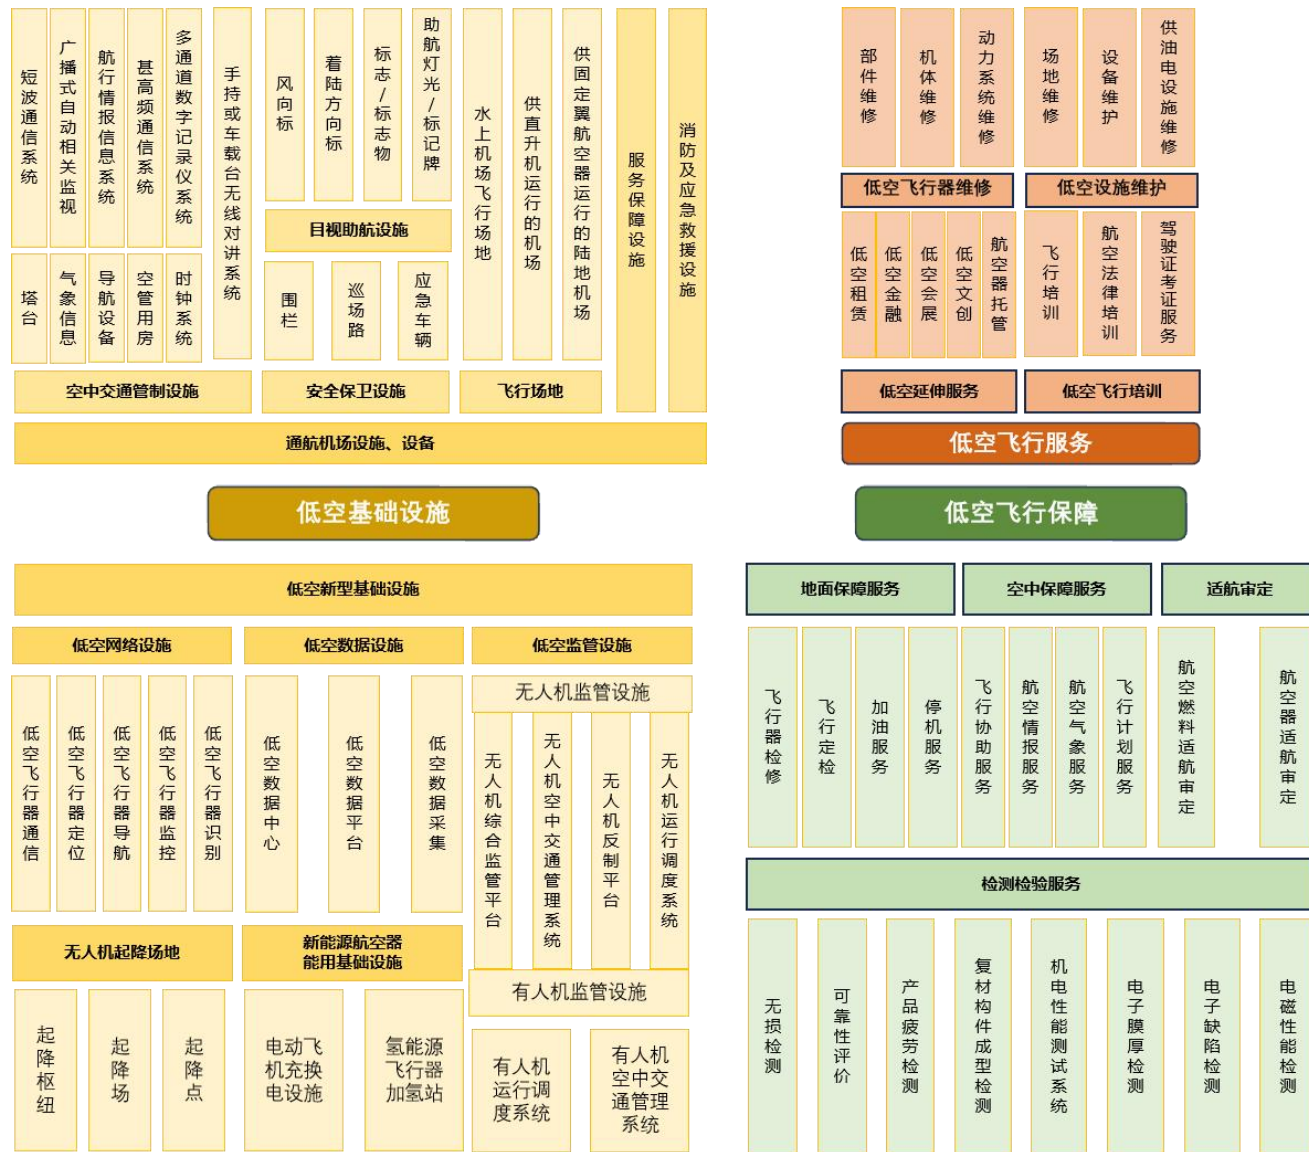 短波通信系统
广播式自动相关监视
航行情报信息系统
甚高频通信系统
多通道数字记录仪系统
手持或车载台无线对讲系统
塔台
气象信息
导航设备
空管用房
时钟系统
空中交通管制设施
风向标
着陆方向标
标志/标志物
助航灯光/标记牌
目视助航设施
围栏
巡场路
应急车辆
安全保卫设施
水上机场飞行场地
供直升机运行的机场
供固定翼航空器运行的陆地机场
飞行场地
服务保障设施
消防及应急救援设施
通航机场设施、设备
低空基础设施
低空新型基础设施
低空网络设施
低空飞行器通信
低空飞行器定位
低空飞行器导航
低空飞行器监控
低空飞行器识别
低空数据设施
低空数据中心
低空数据平台
低空数据采集
低空监管设施
无人机监管设施
无人机综合监管平台
无人机空中交通管理系统
无人机反制平台
无人机运行调度系统
有人机监管设施
有人机
运行调
度系统
有人机
空中交
通管理
系统
无人机起降场地
起降枢纽
起降场
起降点
新能源航空器
能用基础设施
电动飞
机充换
电设施
氢能源
飞行器
加氢站
部件维修
机体维修
动力系统维修
低空飞行器维修
场地维修
设备维护
供油电设施维修
低空设施维护
低空租赁
低空金融
低空会展
低空文创
航空器托管
低空延伸服务
飞行培训
航空法律培训
驾驶证考证服务
低空飞行培训
低空飞行服务
低空飞行保障
地面保障服务
飞行器检修
飞行定检
加油服务
停机服务
空中保障服务
飞行协助服务
航空情报服务
航空气象服务
飞行计划服务
适航审定
航空燃料适航审定
航空器适航审定
检测检验服务
无损检测
可靠性评价
产品疲劳检测
复材构件成型检测
机电性能测试系统
电子膜厚检测
电子缺陷检测
电磁性能检测